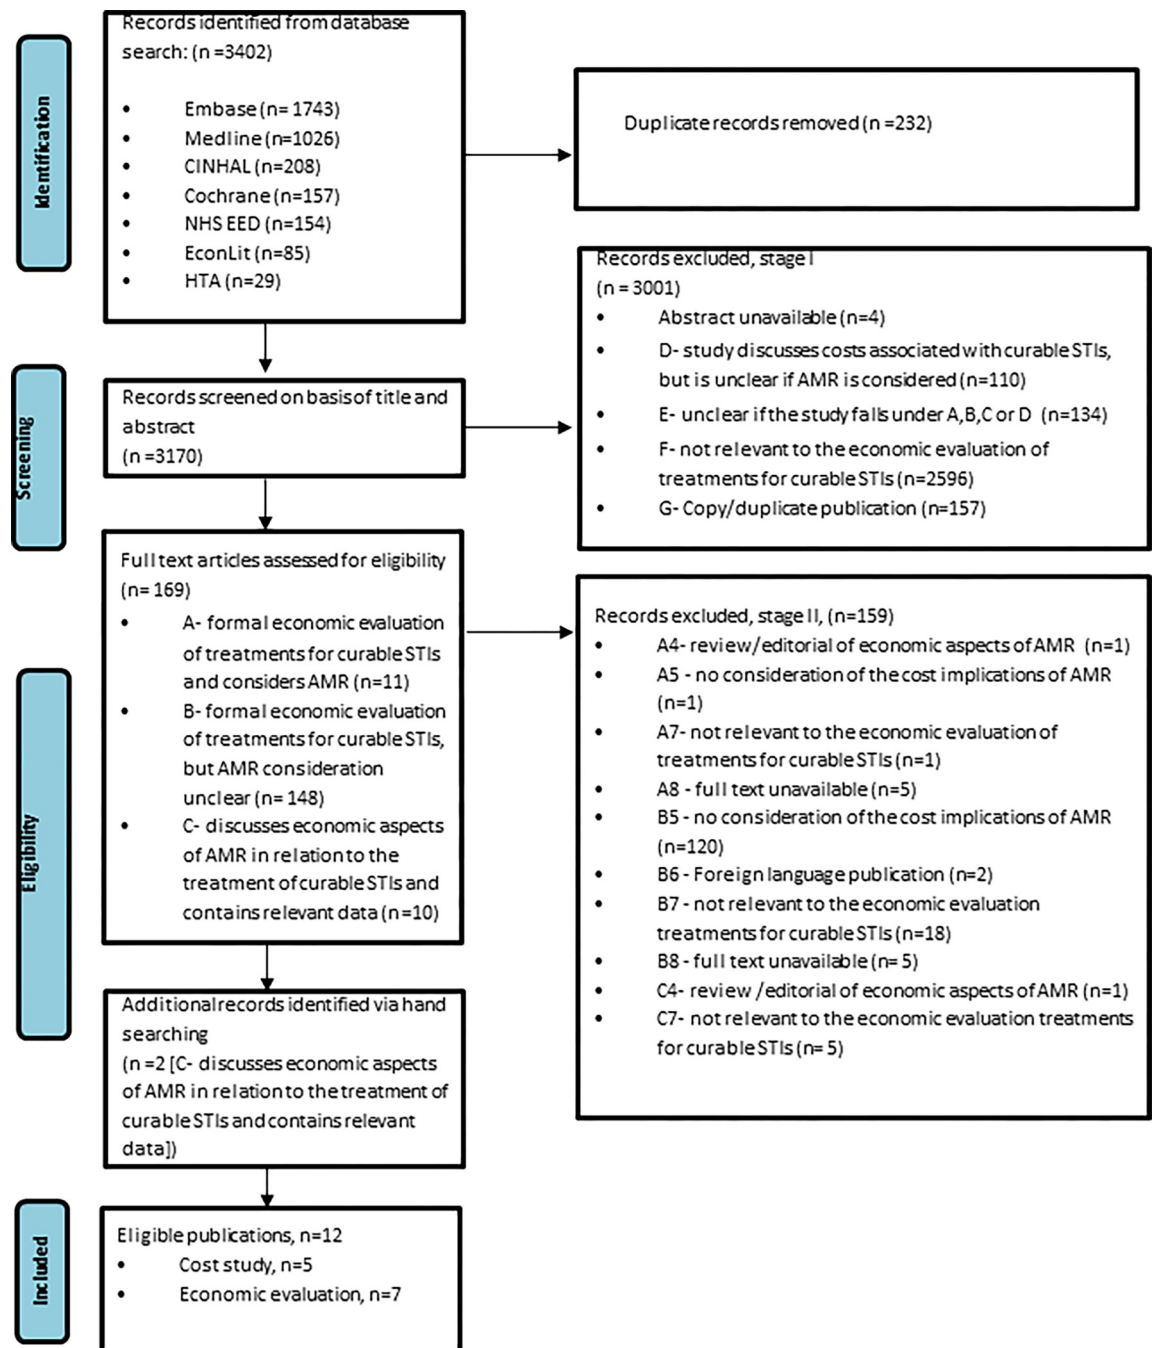 Identification
Records identified from database
search: (n =3402)
• Embase (n= 1743)
• Medline (n=1026)
• CINHAL (n=208)
• Cochrane (n=157)
• NHS EED (n=154)
• EconLit (n=85)
• HTA (n=29)
Duplicate records removed (n =232)
Screening
Records screened on basis of title and
abstract
(n =3170)
Records excluded, stage I
(n = 3001)
• Abstract unavailable (n=4)
• D- study discusses costs associated with curable STIs,
but is unclear if AMR is considered (n=110)
• E- unclear if the study falls under A,B,C or D (n=134)
• F- not relevant to the economic evaluation of
treatments for curable STIs (n=2596)
• G- Copy/duplicate publication (n=157)
Eligibility
Full text articles assessed for eligibility
(n= 169)
• A- formal economic evaluation
of treatments for curable STIs
and considers AMR (n=11)
• B- formal economic evaluation
of treatments for curable STIs,
but AMR consideration
unclear (n= 148)
• C- discusses economic aspects
of AMR in relation to the
treatment of curable STIs and
contains relevant data (n=10)
Records excluded, stage II, (n=159)
• A4- review/editorial of economic aspects of AMR (n=1)
• A5 - no consideration of the cost implications of AMR
(n=1)
• A7- not relevant to the economic evaluation of
treatments for curable STIs (n=1)
• A8 - full text unavailable (n=5)
• B5 - no consideration of the cost implications of AMR
(n=120)
• B6 - Foreign language publication (n=2)
• B7 - not relevant to the economic evaluation
treatments for curable STIs (n=18)
• B8 - full text unavailable (n= 5)
• C4- review /editorial of economic aspects of AMR (n=1)
• C7- not relevant to the economic evaluation treatments
for curable STIs (n= 5)
Additional records identified via hand
searching
(n =2 [C- discusses economic aspects
of AMR in relation to the treatment of
curable STIs and contains relevant
data])
Included
Eligible publications, n=12
• Cost study, n=5
• Economic evaluation, n=7